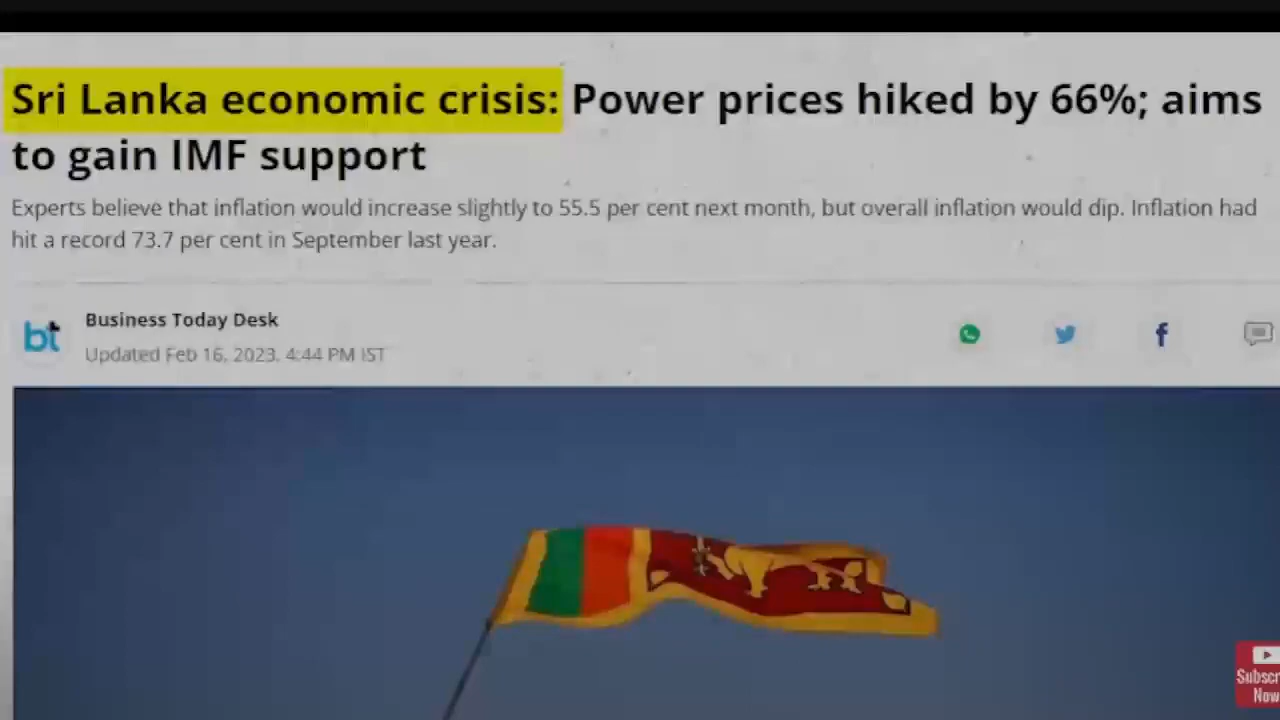 Sri Lanka economic crisis: Power prices hiked by 66%; aims
to gain IMF support
Experts believe that inflation would increase slightly to 55.5 per cent next month, but overall inflation would dip. Inflation had
hit a record 73.7 per cent in September last year.
bt
Business Today Desk
Updated Feb 16, 2023, 4:44 PM IST
Now